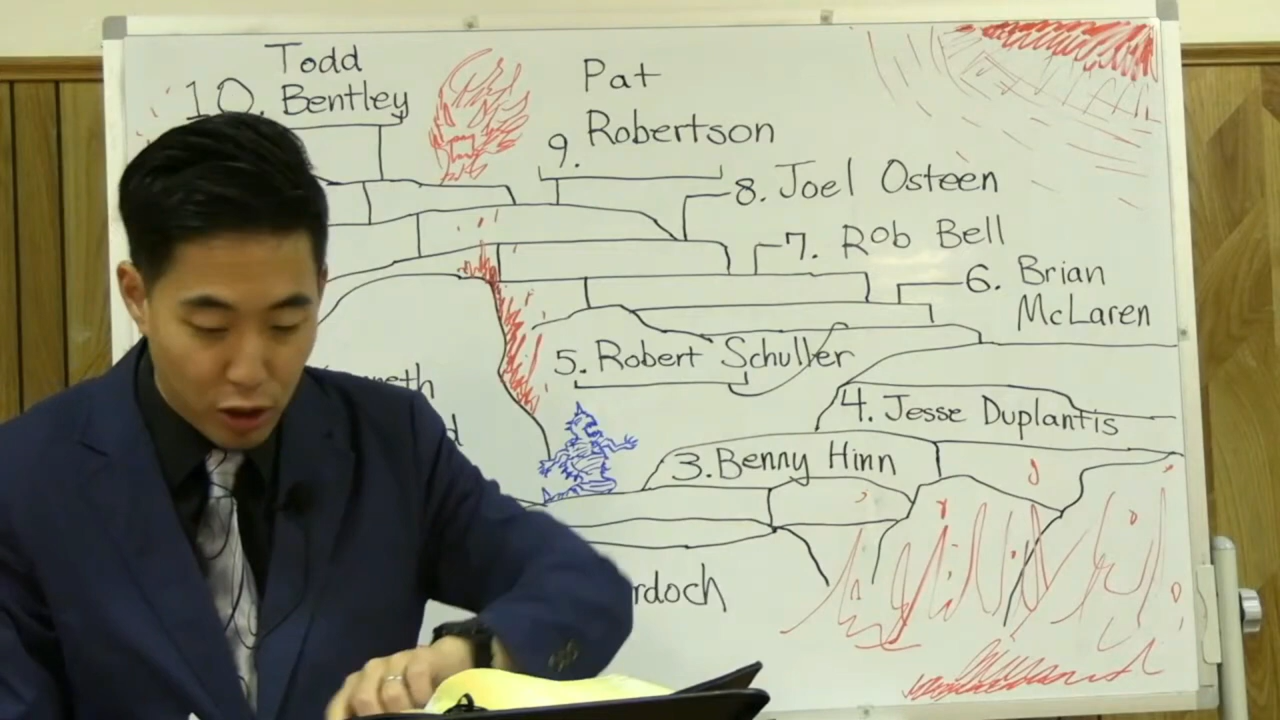 10. Todd
Bentley
Pat
9. Robertson
8. Joel Osteen
7. Rob Bell
6. Brian
McLaren
5. Robert Schuller
4. Jesse Duplantis
3. Benny Hinn